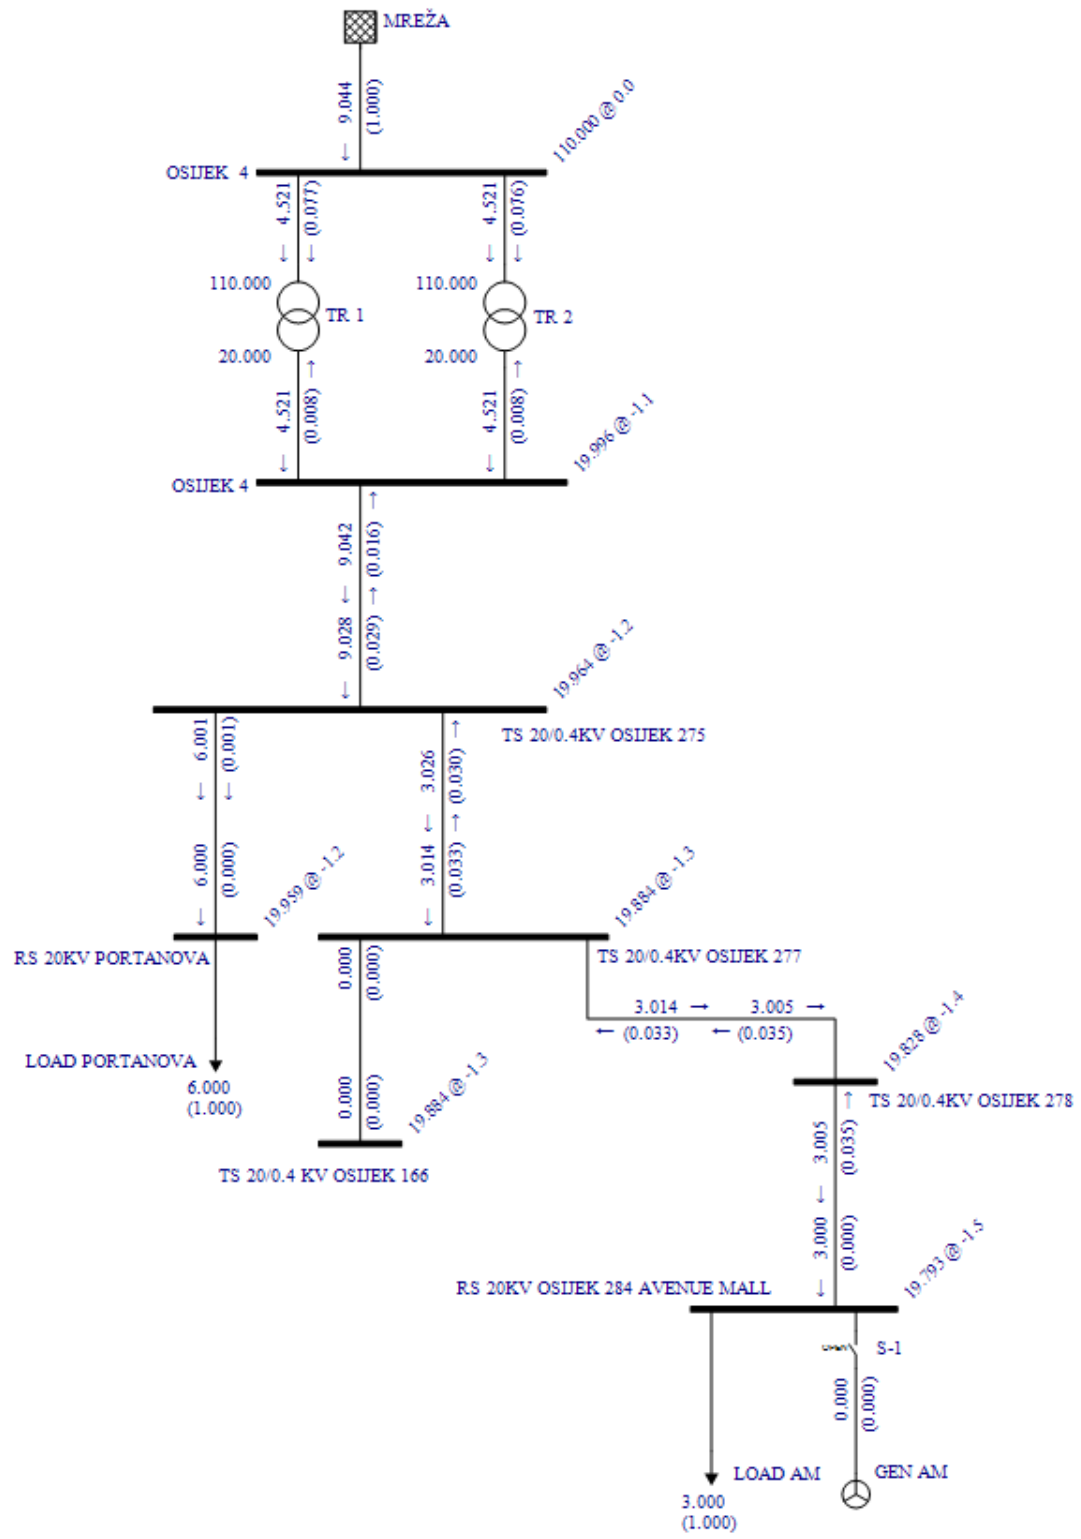 MREŽA
9.044
(1.000)
↓
110.000 @ 0.0
OSIJEK 4
4.521
(0.077)
↓ ↓
4.521
(0.076)
↓ ↓
110.000
TR 1
20.000
110.000
TR 2
20.000
4.521
(0.008) →
↓
4.521
(0.008) →
↓
19.996 @ -1.1
OSIJEK 4
9.042
(0.016) →
↓
9.028
(0.029) →
↓
19.964 @ -1.2
TS 20/0.4KV OSIJEK 275
6.001
(0.001)
↓ ↓
6.000
(0.000)
↓
3.026
(0.030) →
↓
3.014
(0.033) →
↓
19.959 @ -1.2
RS 20KV PORTANOVA
19.884 @ -1.3
TS 20/0.4KV OSIJEK 277
0.000
(0.000)
3.014 → 3.005 →
← (0.033) ← (0.035)
LOAD PORTANOVA
6.000
(1.000)
0.000
(0.000)
19.884 @ -1.3
TS 20/0.4 KV OSIJEK 166
19.828 @ -1.4
TS 20/0.4KV OSIJEK 278
3.005
(0.035) →
↓
3.000
(0.000)
↓
19.793 @ -1.5
RS 20KV OSIJEK 284 AVENUE MALL
OPEN
S-1
0.000
(0.000)
LOAD AM
3.000
(1.000)
GEN AM